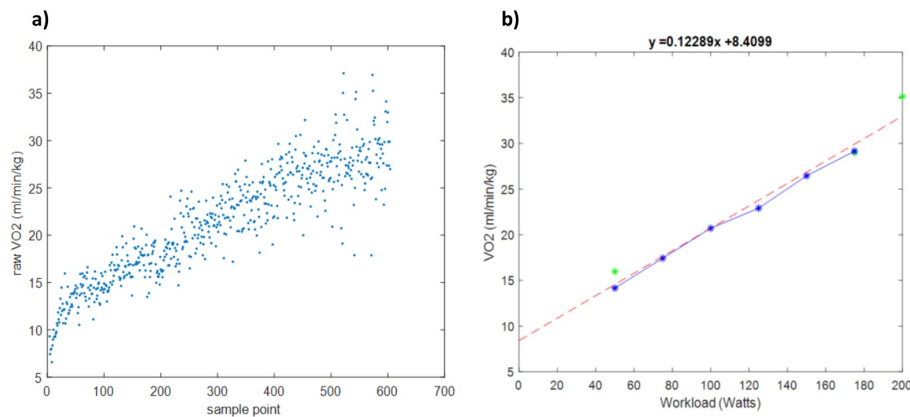 a)
40
35
30
25
20
15
10
5
raw VO2 (ml/min/kg)
0 100 200 300 400 500 600 700
sample point
b)
y =0.12289x +8.4099
40
35
30
25
20
15
10
5
VO2 (ml/min/kg)
0 20 40 60 80 100 120 140 160 180 200
Workload (Watts)